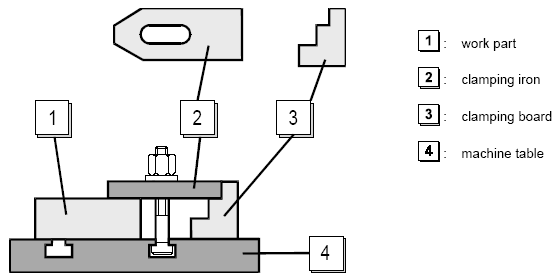 1
2
3
4
1 : work part
2 : clamping iron
3 : clamping board
4 : machine table